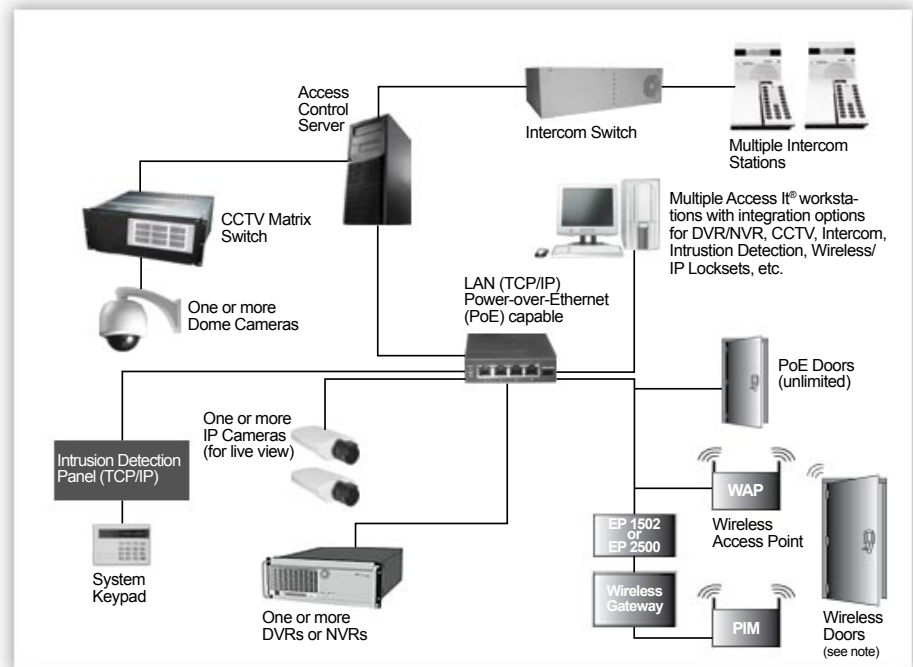 Access
Control
Server
Intercom Switch
Multiple Intercom
Stations
CCTV Matrix
Switch
Multiple Access It® worksta-
tions with integration options
for DVR/NVR, CCTV, Intercom,
Intrustion Detection, Wireless/
IP Locksets, etc.
One or more
Dome Cameras
LAN (TCP/IP)
Power-over-Ethernet
(PoE) capable
PoE Doors
(unlimited)
One or more
IP Cameras
(for live view)
Intrusion Detection
Panel (TCP/IP)
WAP
Wireless
Access Point
EP 1502
or
EP 2500
System
Keypad
Wireless
Gateway
PIM
One or more
DVRs or NVRs
Wireless
Doors
(see note)